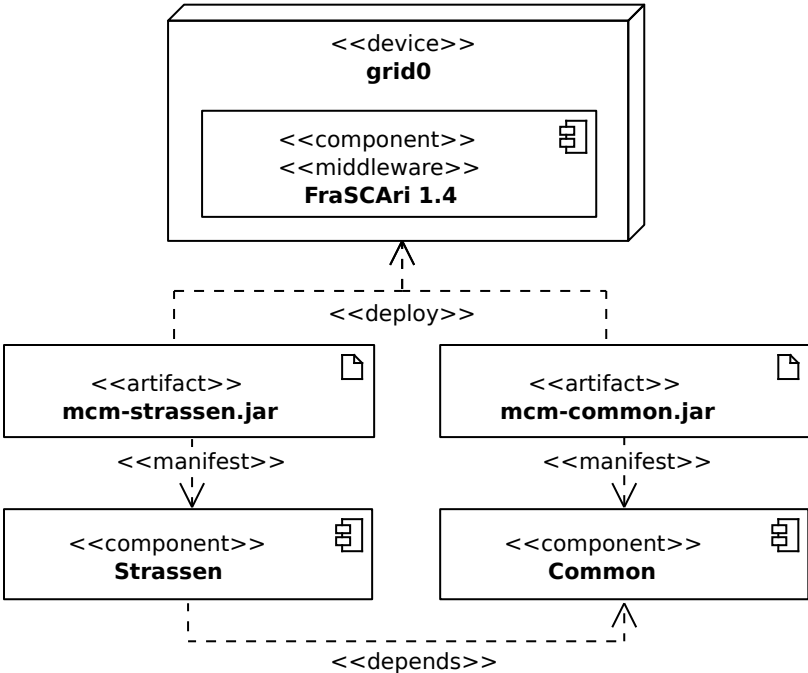 <<device>>
grid0
<<component>>
<<middleware>>
FraSCAri 1.4
<<deploy>>
<<artifact>>
mcm-strassen.jar
<<artifact>>
mcm-common.jar
<<manifest>>
<<manifest>>
<<component>>
Strassen
<<component>>
Common
<<depends>>